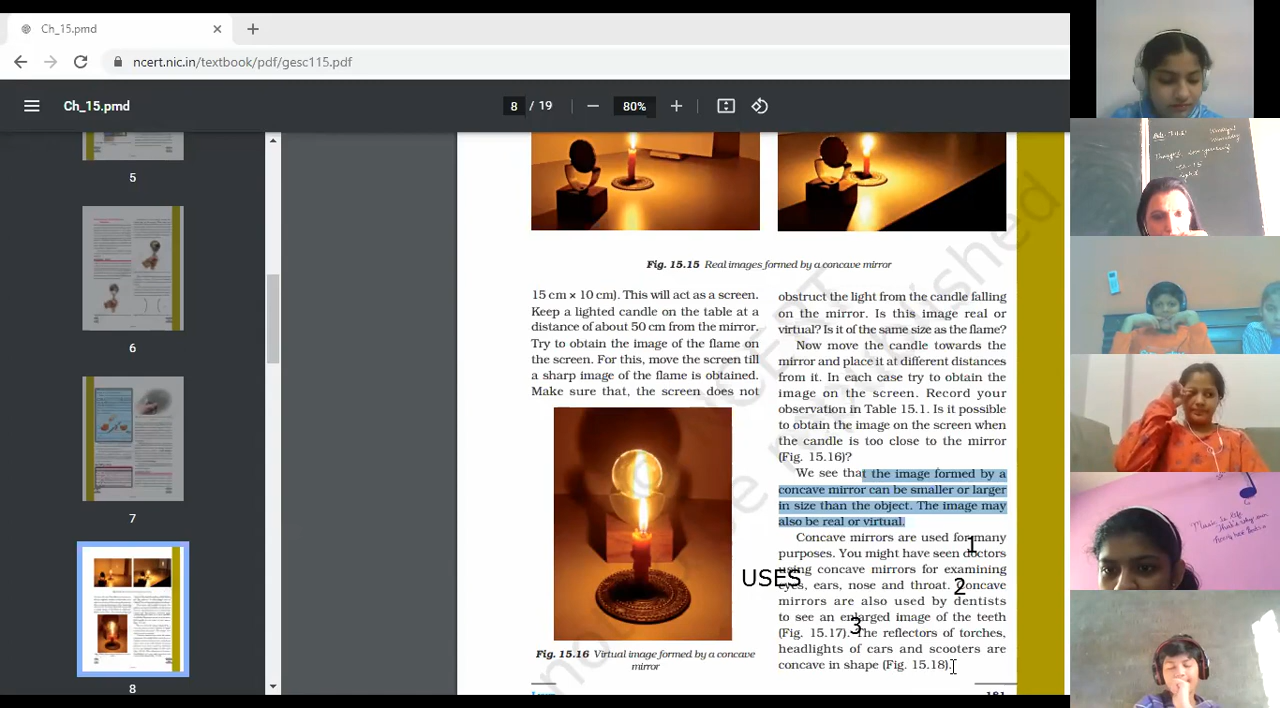 Ch_15.pmd
ncert.nic.in/textbook/pdf/gesc115.pdf
Ch_15.pmd
8 / 19
80%
5
6
7
8
Fig. 15.15 Real images formed by a concave mirror
15 cm × 10 cm). This will act as a screen.
Keep a lighted candle on the table at a
distance of about 50 cm from the mirror.
Try to obtain the image of the flame on
the screen. For this, move the screen till
a sharp image of the flame is obtained.
Make sure that, the screen does not
Fig. 15.16 Virtual image formed by a concave
mirror
obstruct the light from the candle falling
on the mirror. Is this image real or
virtual? Is it of the same size as the flame?
Now move the candle towards the
mirror and place it at different distances
from it. In each case try to obtain the
image on the screen. Record your
observation in Table 15.1. Is it possible
to obtain the image on the screen when
the candle is too close to the mirror
(Fig. 15.16)?
We see that the image formed by a
concave mirror can be smaller or larger
in size than the object. The image may
also be real or virtual.
Concave mirrors are used for many
purposes. You might have seen doctors
using concave mirrors for examining
eyes, ears, nose and throat. Concave
mirrors are also used by dentists
to see an enlarged image of the teeth
(Fig. 15.17). The reflectors of torches,
headlights of cars and scooters are
concave in shape (Fig. 15.18).
USES
1
2
3
181